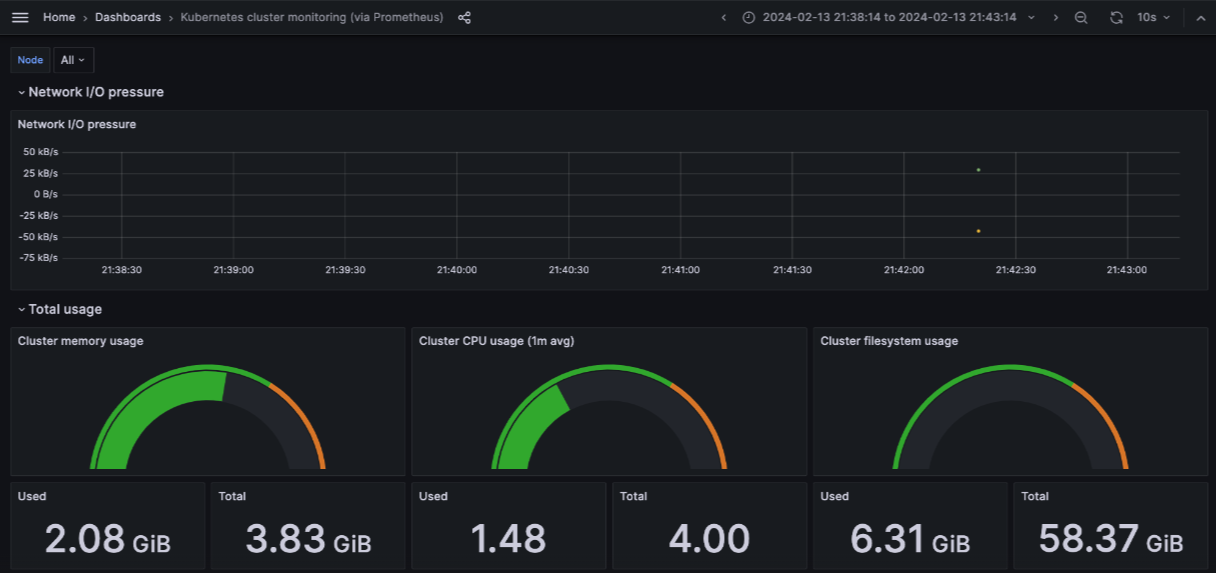 Home › Dashboards › Kubernetes cluster monitoring (via Prometheus) 2024-02-13 21:38:14 to 2024-02-13 21:43:14 10s
Node All
Network I/O pressure
Network I/O pressure
50 kB/s
25 kB/s
0 B/s
-25 kB/s
-50 kB/s
-75 kB/s
21:38:30 21:39:00 21:39:30 21:40:00 21:40:30 21:41:00 21:41:30 21:42:00 21:42:30 21:43:00
Total usage
Cluster memory usage Cluster CPU usage (1m avg) Cluster filesystem usage
Used Total Used Total Used Total
2.08 GiB 3.83 GiB 1.48 4.00 6.31 GiB 58.37 GiB